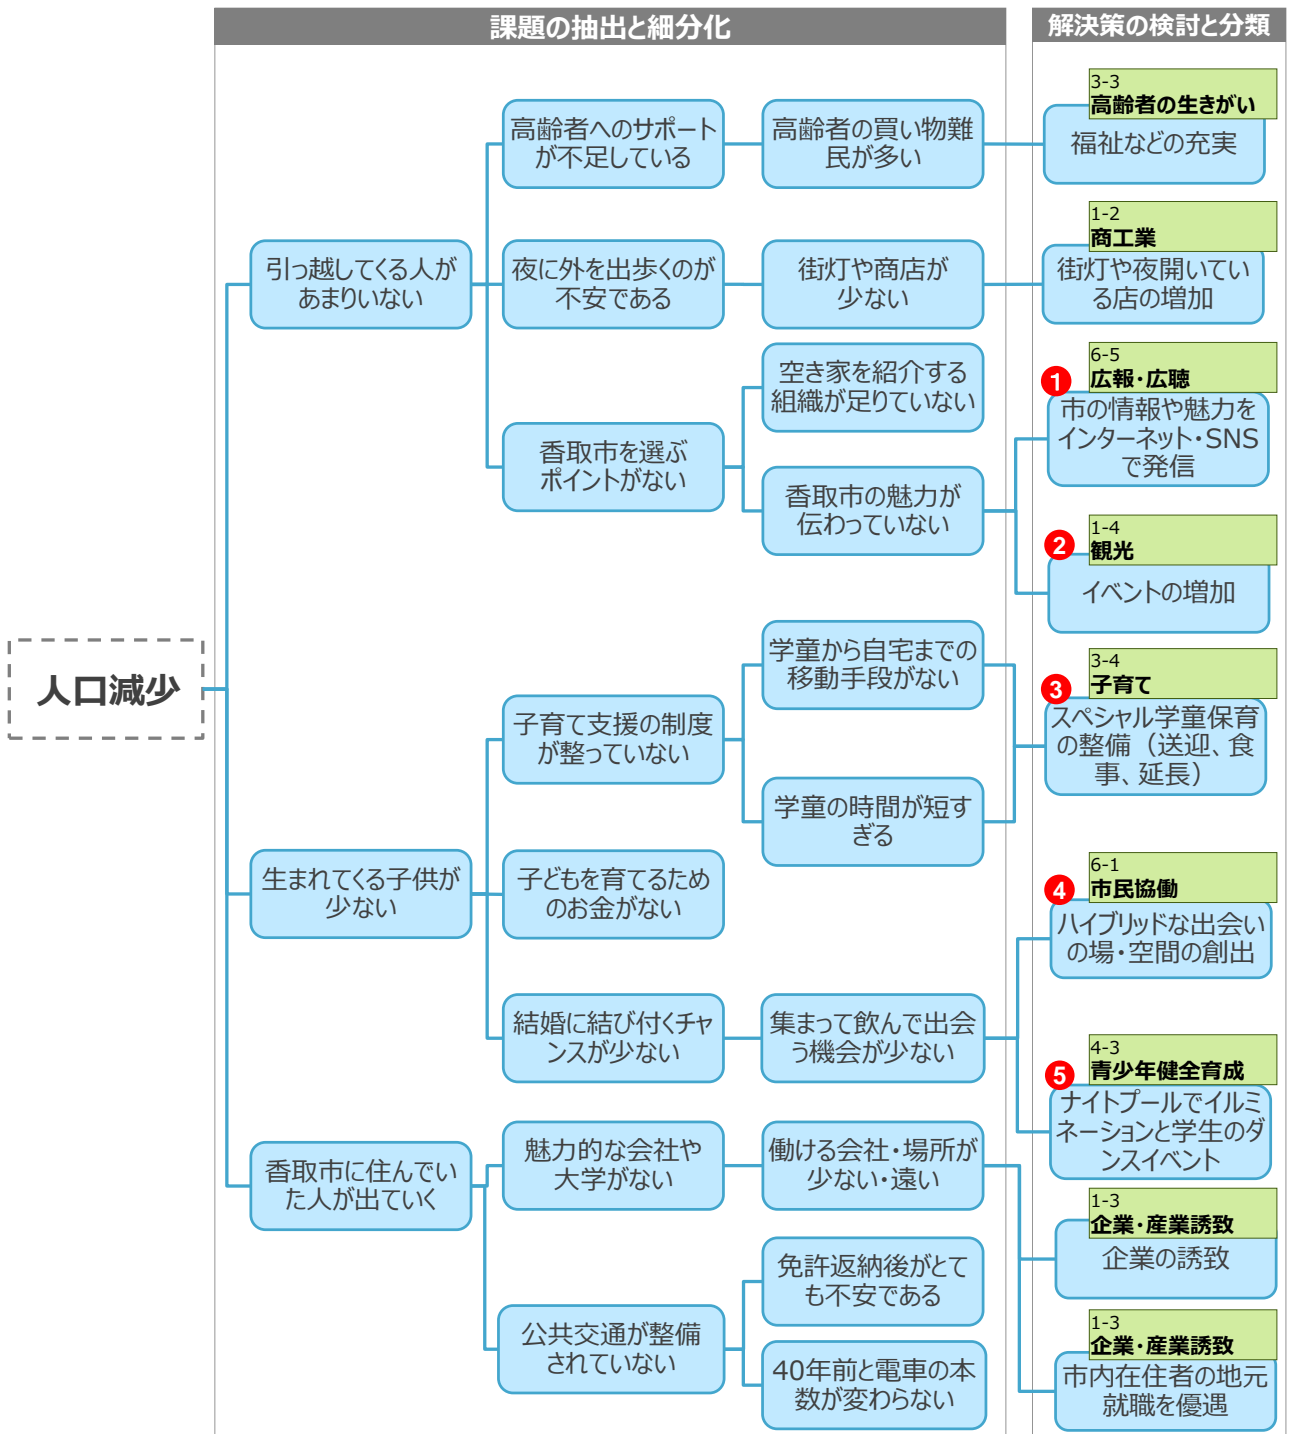 課題の抽出と細分化
解決策の検討と分類
人口減少
引っ越してくる人が
あまりいない
高齢者へのサポート
が不足している
高齢者の買い物難
民が多い
3-3
高齢者の生きがい
福祉などの充実
夜に外を出歩くのが
不安である
街灯や商店が
少ない
1-2
商工業
街灯や夜開いてい
る店の増加
香取市を選ぶ
ポイントがない
空き家を紹介する
組織が足りていない
香取市の魅力が
伝わっていない
6-5
広報・広聴
1
市の情報や魅力を
インターネット・SNS
で発信
1-4
観光
2
イベントの増加
生まれてくる子供が
少ない
子育て支援の制度
が整っていない
学童から自宅までの
移動手段がない
学童の時間が短す
ぎる
3-4
子育て
3
スペシャル学童保育
の整備（送迎、食
事、延長）
子どもを育てるため
のお金がない
結婚に結び付くチャ
ンスが少ない
集まって飲んで出会
う機会が少ない
6-1
市民協働
4
ハイブリッドな出会い
の場・空間の創出
4-3
青少年健全育成
5
ナイトプールでイルミ
ネーションと学生のダ
ンスイベント
香取市に住んでい
た人が出ていく
魅力的な会社や
大学がない
働ける会社・場所が
少ない・遠い
1-3
企業・産業誘致
企業の誘致
1-3
企業・産業誘致
市内在住者の地元
就職を優遇
公共交通が整備
されていない
免許返納後がとて
も不安である
40年前と電車の本
数が変わらない